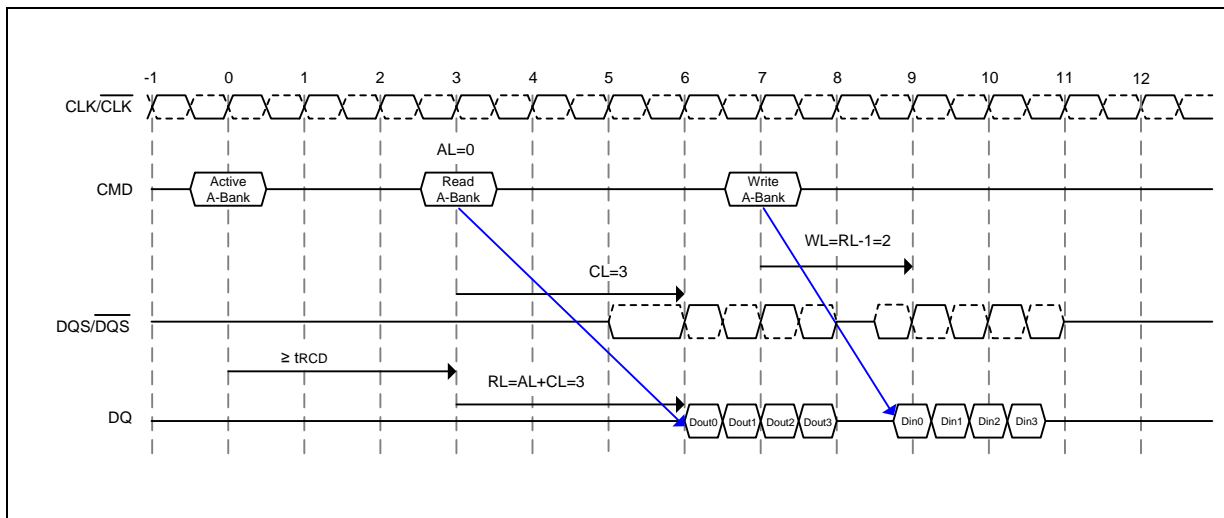 -1 0 1 2 3 4 5 6 7 8 9 10 11 12
CLK/C̅L̅K̅
AL=0
CMD
Active
A-Bank
Read
A-Bank
Write
A-Bank
WL=RL-1=2
CL=3
DQS/D̅Q̅S̅
≥ tRCD
RL=AL+CL=3
DQ
Dout0 Dout1 Dout2 Dout3 Din0 Din1 Din2 Din3